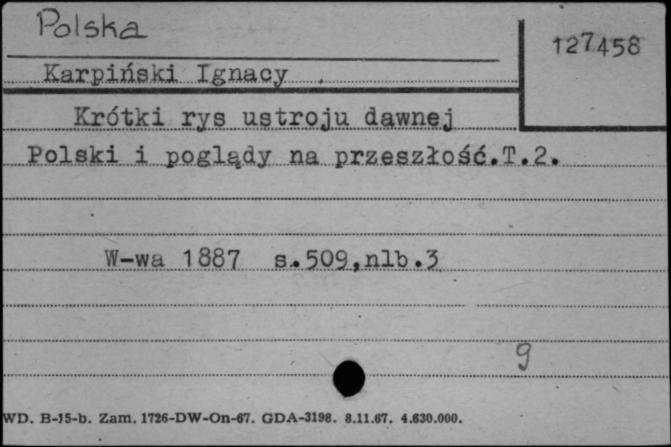 Polska
127458
Karpiński Ignacy
Krótki rys ustroju dawnej
Polski i poglądy na przeszłość.T.2.
W-wa 1887 s.509,nlb.3
9
WD. B-15-b. Zam. 1726-DW-On-67. GDA-3198. 8.11.67. 4.630.000.